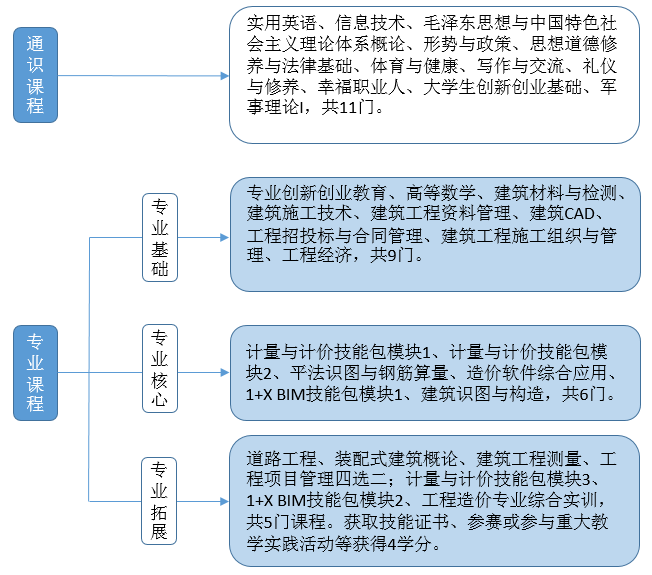 通识课程
实用英语、信息技术、毛泽东思想与中国特色社
会主义理论体系概论、形势与政策、思想道德修
养与法律基础、体育与健康、写作与交流、礼仪
与修养、幸福职业人、大学生创新创业基础、军
事理论I，共11门。
专业课程
专业基础
专业创新创业教育、高等数学、建筑材料与检测、
建筑施工技术、建筑工程资料管理、建筑CAD、
工程招投标与合同管理、建筑工程施工组织与管
理、工程经济，共9门。
专业核心
计量与计价技能包模块1、计量与计价技能包模
块2、平法识图与钢筋算量、造价软件综合应用、
1+X BIM技能包模块1、建筑识图与构造，共6门。
专业拓展
道路工程、装配式建筑概论、建筑工程测量、工
程项目管理四选二；计量与计价技能包模块3、
1+X BIM技能包模块2、工程造价专业综合实训，
共5门课程。获取技能证书、参赛或参与重大教
学实践活动等获得4学分。